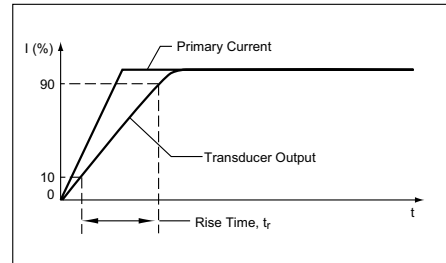 I (%)
Primary Current
90
Transducer Output
10
0
t
Rise Time, tr